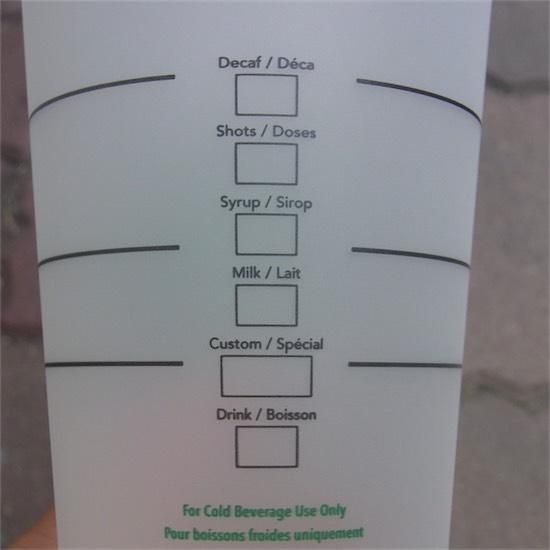 Decaf / Déca
Shots / Doses
Syrup / Sirop
Milk / Lait
Custom / Spécial
Drink / Boisson
For Cold Beverage Use Only
Pour boissons froides uniquement